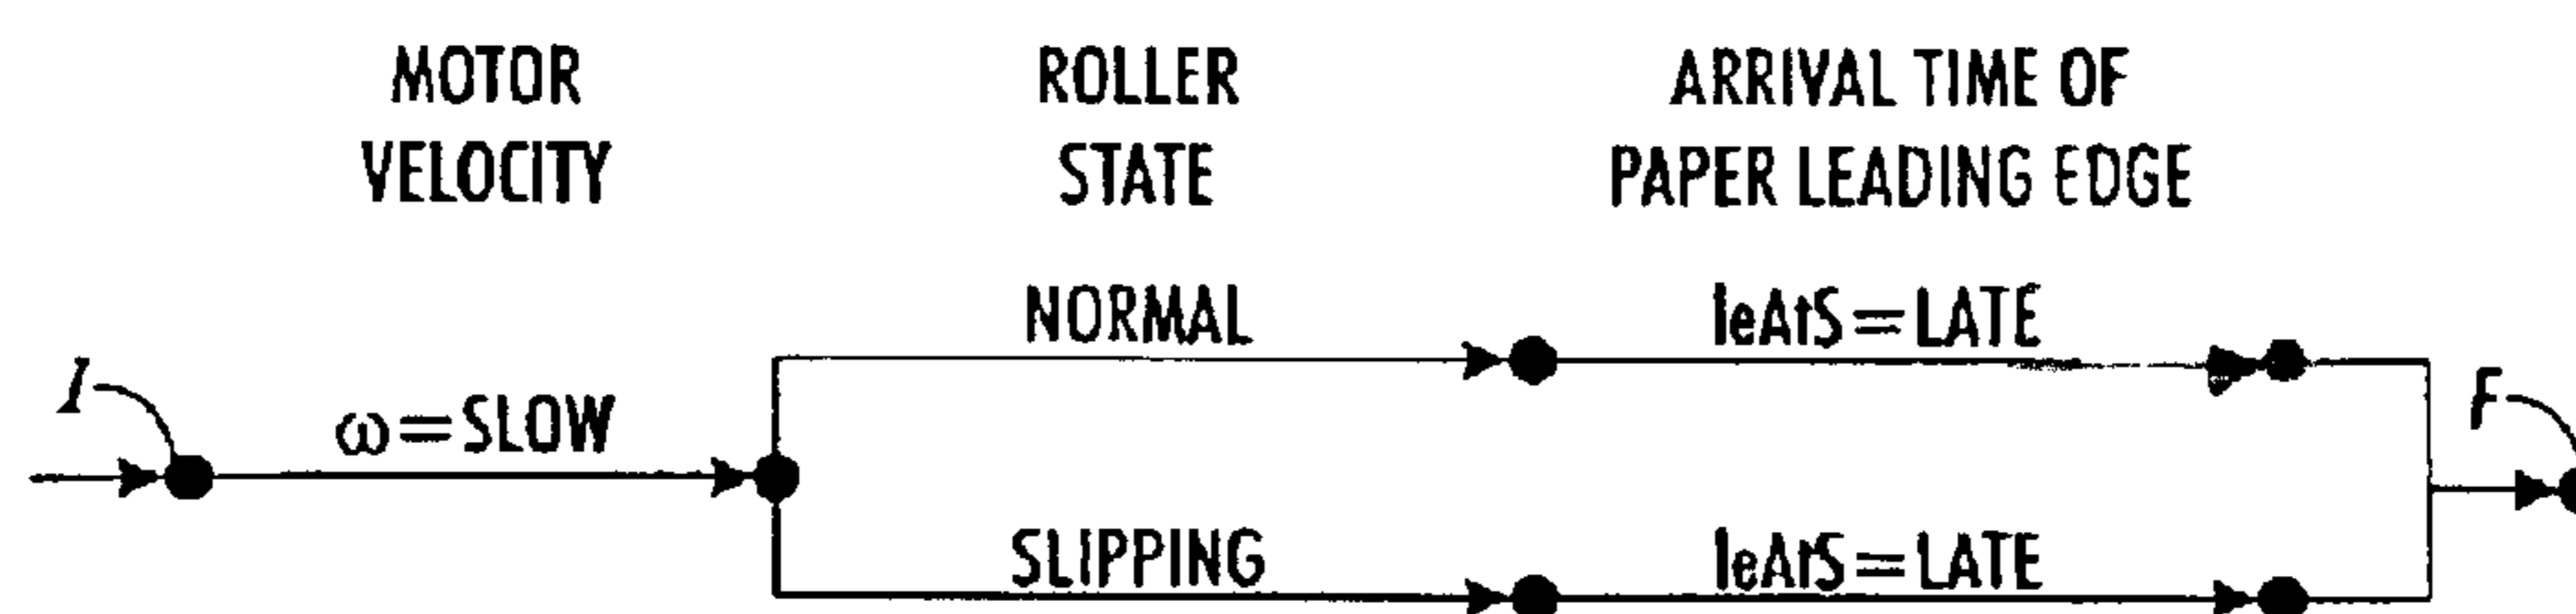 MOTOR
VELOCITY
ROLLER
STATE
ARRIVAL TIME OF
PAPER LEADING EDGE
I
ω=SLOW
NORMAL
leAtS=LATE
SLIPPING
leAtS=LATE
F